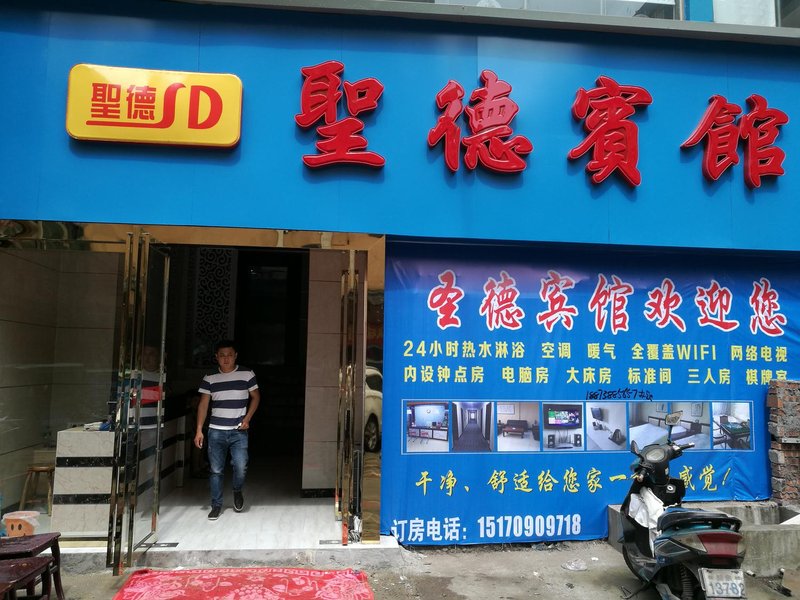 聖德SD
聖德賓館
圣德宾馆欢迎您
24小时热水淋浴 空调 暖气 全覆盖WIFI 网络电视
内设钟点房 电脑房 大床房 标准间 三人房 棋牌室
干净、舒适给您家一 感觉！
订房电话：15170909718